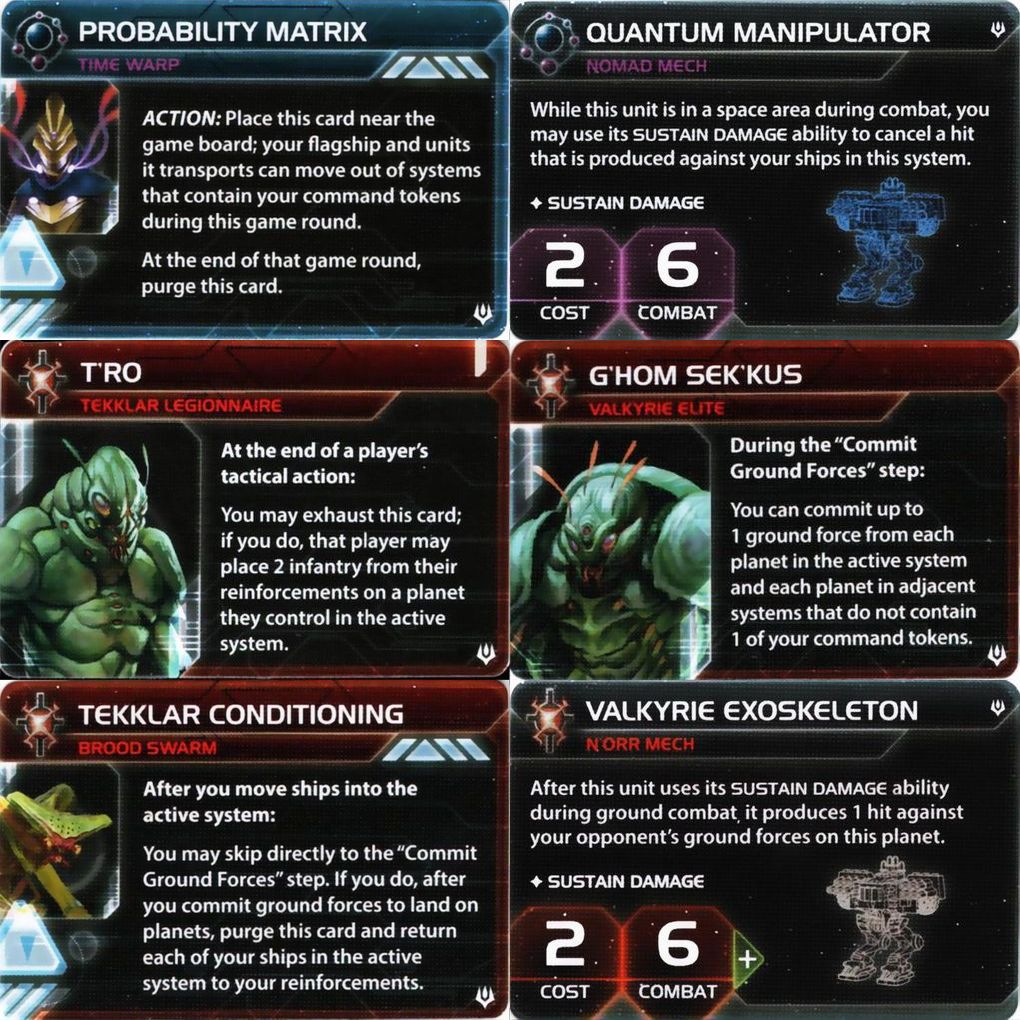 PROBABILITY MATRIX
TIME WARP
ACTION: Place this card near the
game board; your flagship and units
it transports can move out of systems
that contain your command tokens
during this game round.
At the end of that game round,
purge this card.
QUANTUM MANIPULATOR
NOMAD MECH
While this unit is in a space area during combat, you
may use its SUSTAIN DAMAGE ability to cancel a hit
that is produced against your ships in this system.
✦ SUSTAIN DAMAGE
2 6
COST COMBAT
T'RO
TEKKLAR LEGIONNAIRE
At the end of a player's
tactical action:
You may exhaust this card;
if you do, that player may
place 2 infantry from their
reinforcements on a planet
they control in the active
system.
G'HOM SEK'KUS
VALKYRIE ELITE
During the “Commit
Ground Forces” step:
You can commit up to
1 ground force from each
planet in the active system
and each planet in adjacent
systems that do not contain
1 of your command tokens.
TEKKLAR CONDITIONING
BROOD SWARM
After you move ships into the
active system:
You may skip directly to the “Commit
Ground Forces” step. If you do, after
you commit ground forces to land on
planets, purge this card and return
each of your ships in the active
system to your reinforcements.
VALKYRIE EXOSKELETON
N'ORR MECH
After this unit uses its SUSTAIN DAMAGE ability
during ground combat, it produces 1 hit against
your opponent's ground forces on this planet.
✦ SUSTAIN DAMAGE
2 6 +
COST COMBAT